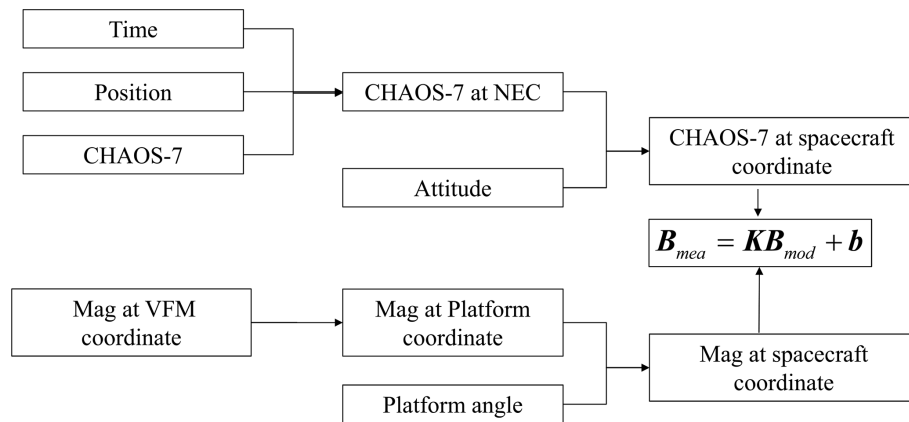 Time
Position
CHAOS-7
CHAOS-7 at NEC
Attitude
CHAOS-7 at spacecraft
coordinate
B_mea = KB_mod + b
Mag at VFM
coordinate
Mag at Platform
coordinate
Platform angle
Mag at spacecraft
coordinate